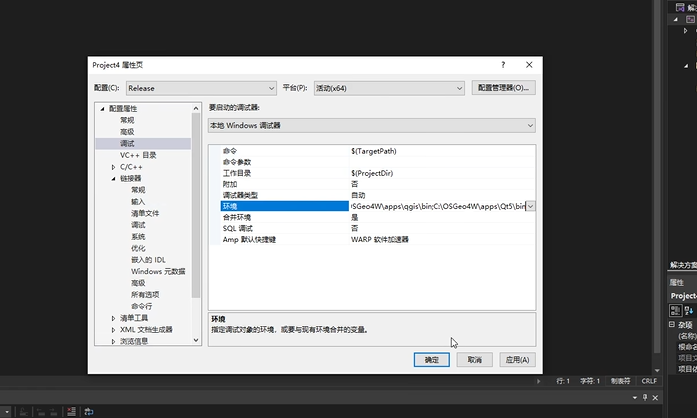 Project4 属性页
?
配置(C):
Release
平台(P):
活动(x64)
配置管理器(O)...
配置属性
常规
高级
调试
VC++ 目录
C/C++
链接器
常规
输入
清单文件
调试
系统
优化
嵌入的 IDL
Windows 元数据
高级
所有选项
命令行
清单工具
XML 文档生成器
浏览信息
要启动的调试器:
本地 Windows 调试器
命令 $(TargetPath)
命令参数
工作目录 $(ProjectDir)
附加 否
调试器类型 自动
环境 OSGeo4W\apps\qgis\bin;C:\OSGeo4W\apps\Qt5\bin
合并环境 是
SQL 调试 否
Amp 默认快捷键 WARP 软件加速器
环境
指定调试对象的环境，或要与现有环境合并的变量。
确定
取消
应用(A)
解决方案
属性
Project
杂项
(名称)
根命名
项目文
项目依
行: 1
字符: 1
制表符
CRLF